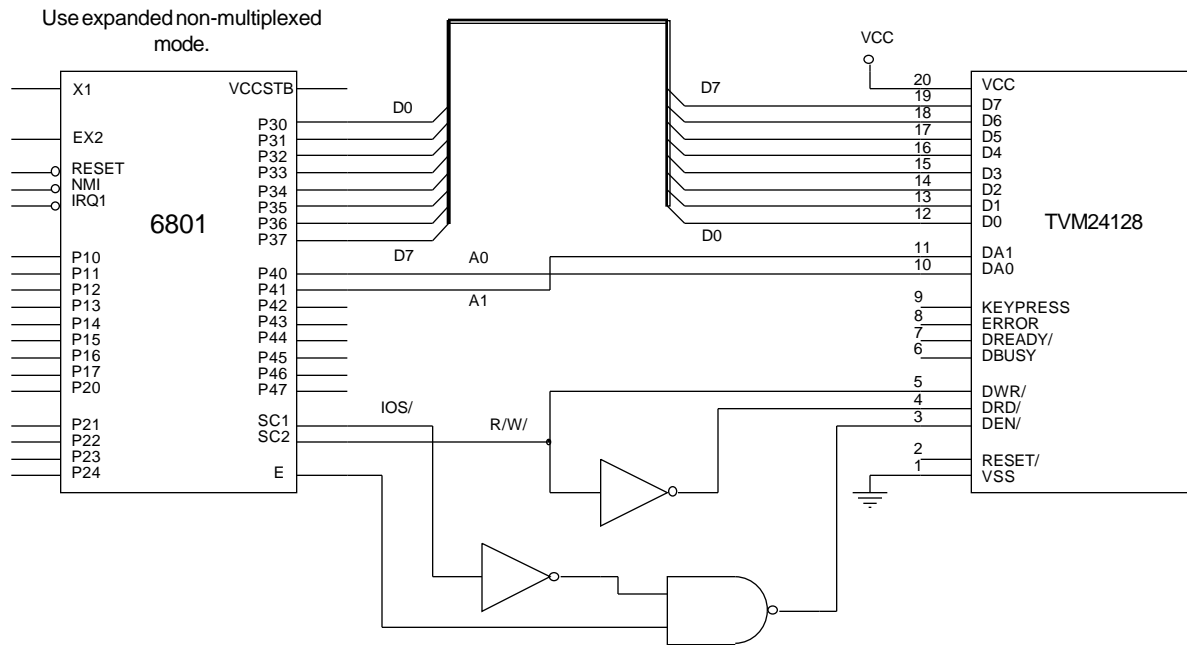 Use expanded non-multiplexed
mode.
X1
EX2
RESET
NMI
IRQ1
P10
P11
P12
P13
P14
P15
P16
P17
P20
P21
P22
P23
P24
6801
VCCSTB
P30
P31
P32
P33
P34
P35
P36
P37
P40
P41
P42
P43
P44
P45
P46
P47
SC1
SC2
E
D0
D7
A0
A1
IOS/
R/W/
D7
D0
VCC
20
19
18
17
16
15
14
13
12
11
10
9
8
7
6
5
4
3
2
1
VCC
D7
D6
D5
D4
D3
D2
D1
D0
DA1
DA0
KEYPRESS
ERROR
DREADY/
DBUSY
DWR/
DRD/
DEN/
RESET/
VSS
TVM24128